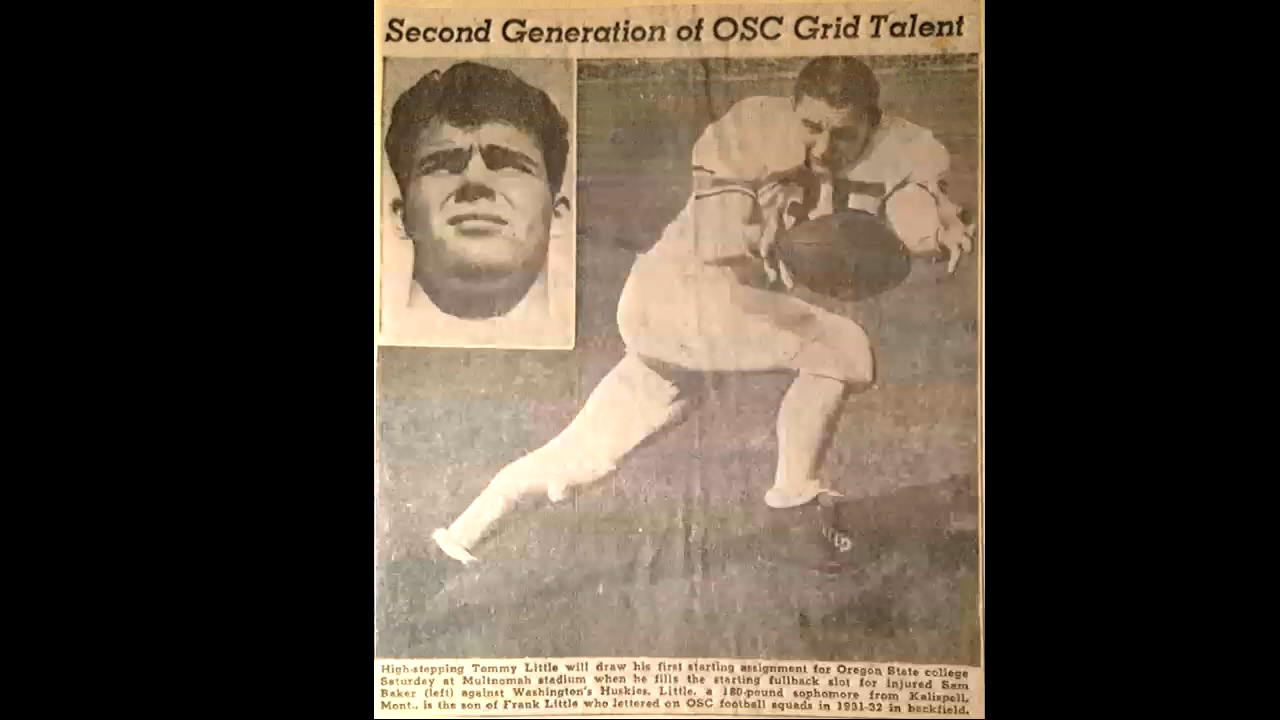 Second Generation of OSC Grid Talent
High-stepping Tommy Little will draw his first starting assignment for Oregon State college
Saturday at Multnomah stadium when he fills the starting fullback slot for injured Sam
Baker (left) against Washington's Huskies. Little, a 180-pound sophomore from Kalispell,
Mont., is the son of Frank Little who lettered on OSC football squads in 1931-32 in backfield.